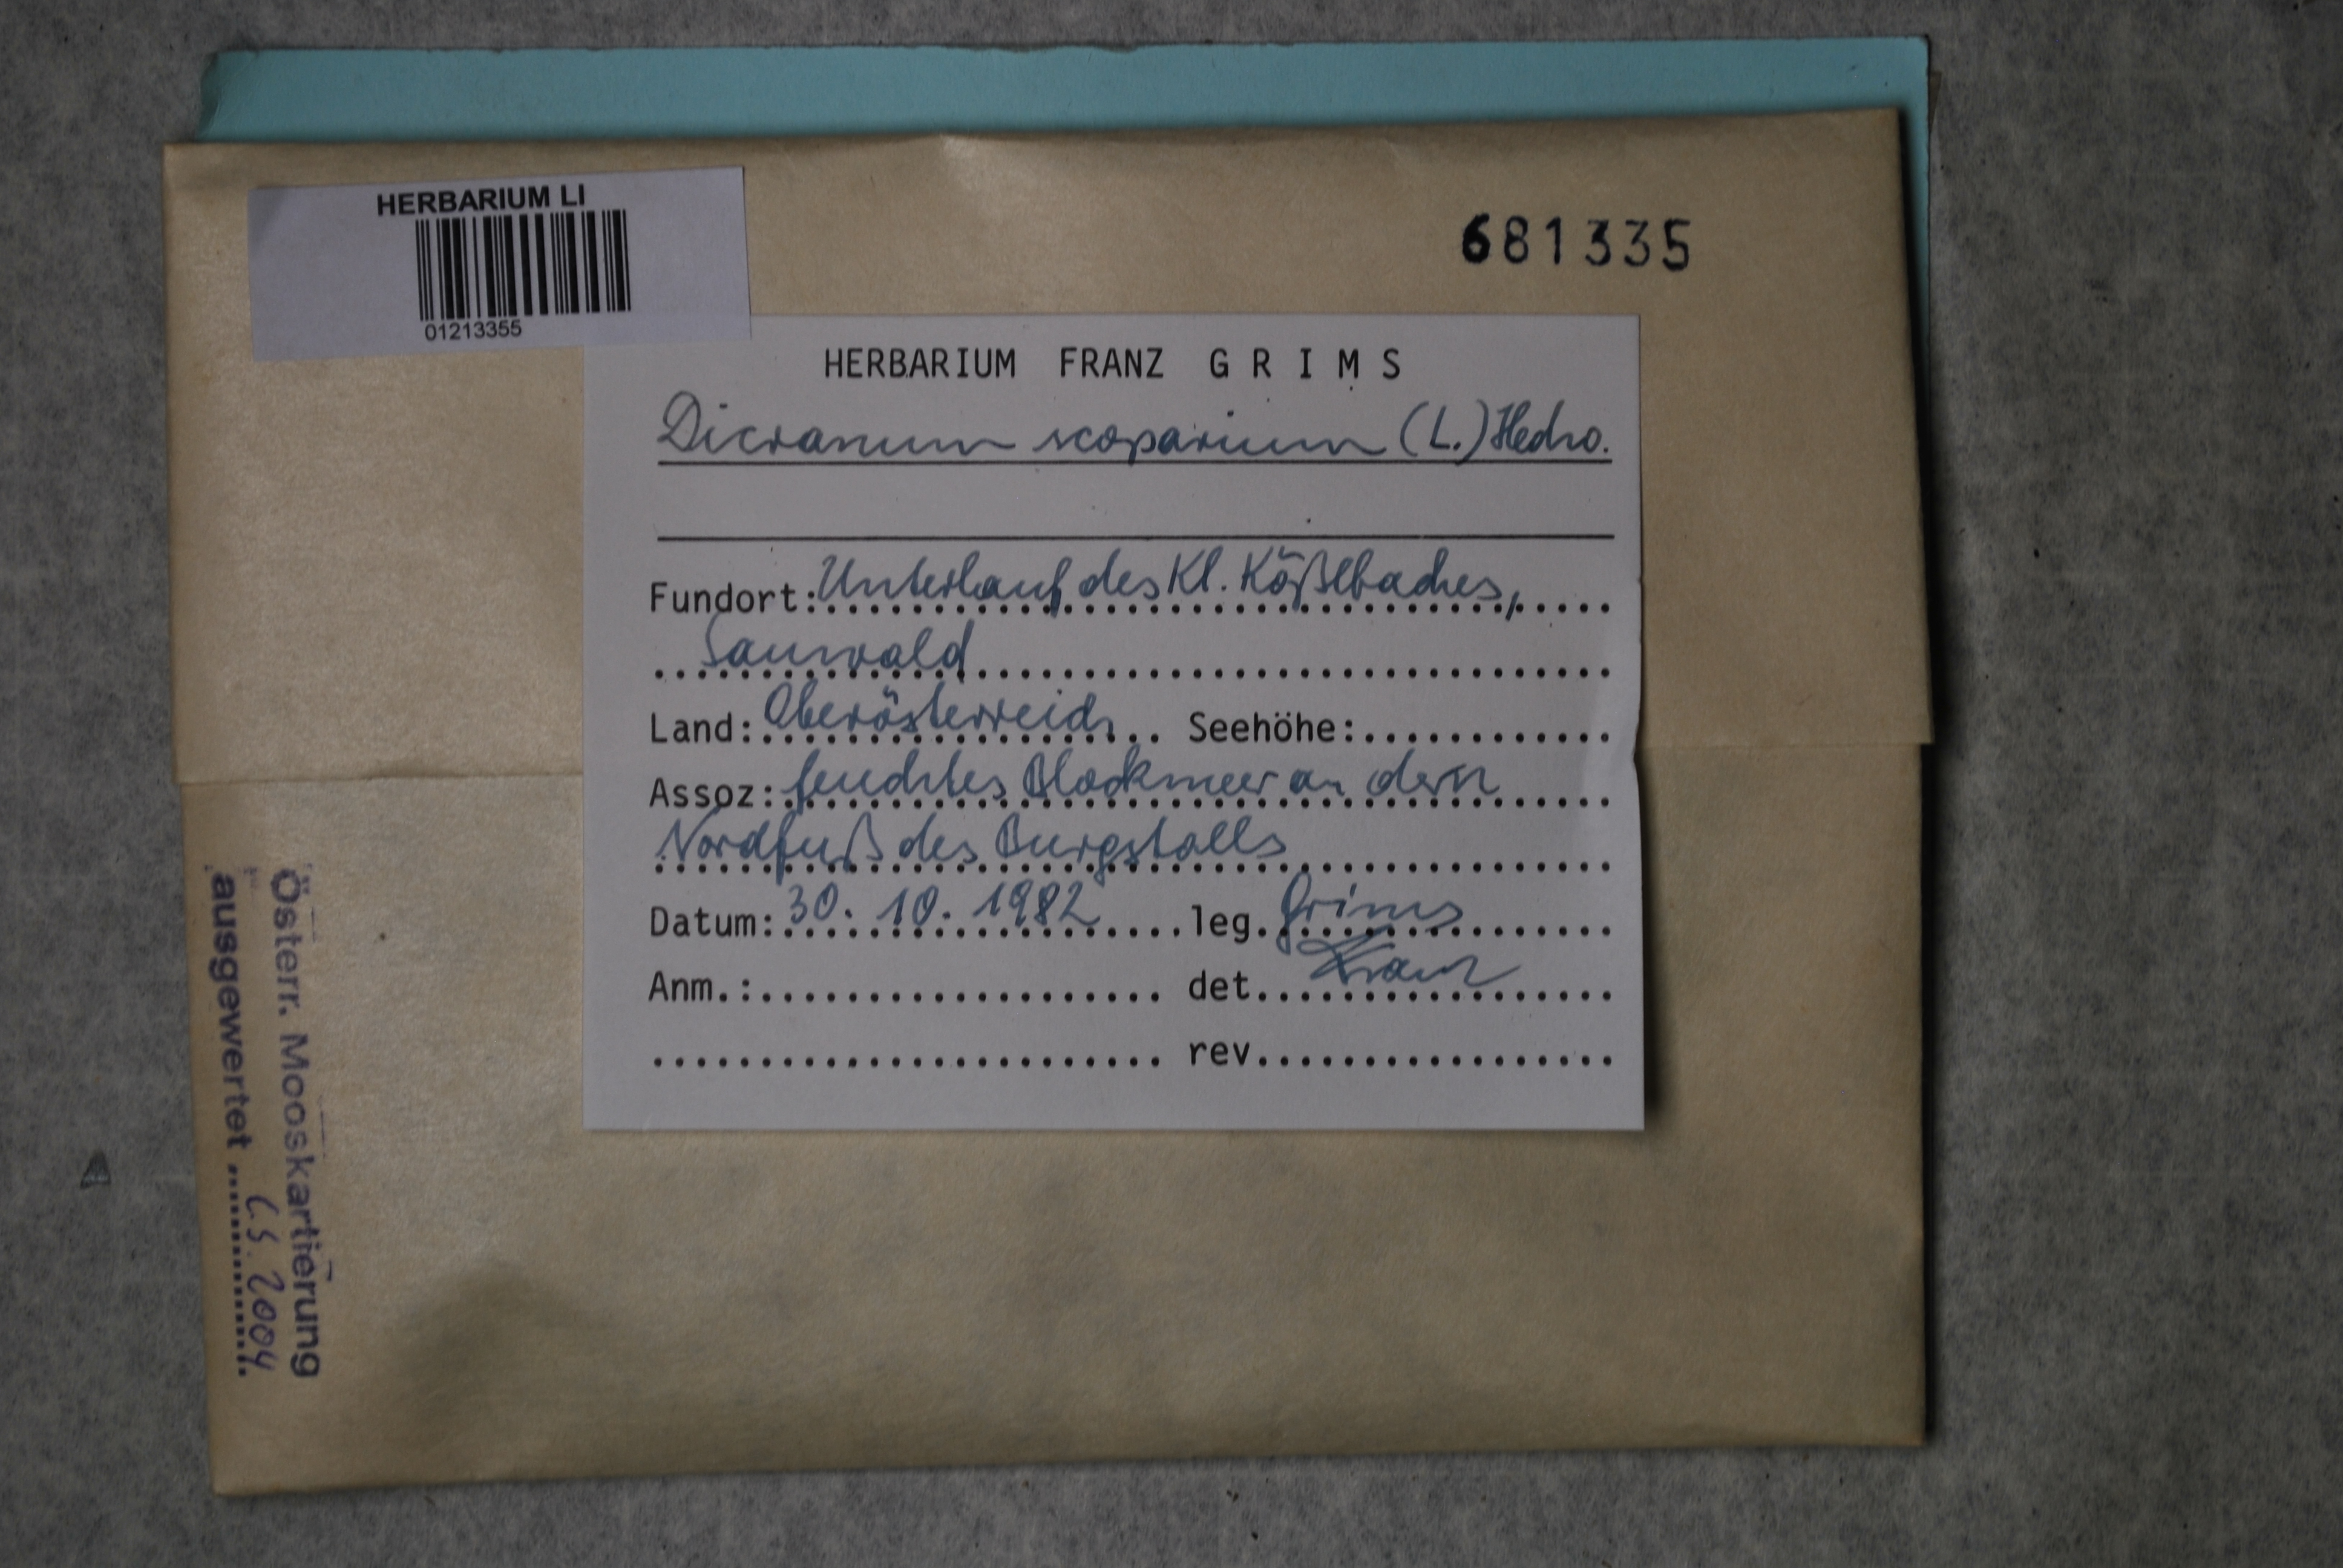 HERBARIUM LI
01213355
681335
HERBARIUM FRANZ GRIMS
Dicranum scoparium (L.) Hedw.
Fundort: Unterlauf des Kl. Kößlbaches,
Sauwald
Land: Oberösterreich Seehöhe:
Assoz: feuchtes Blockmeer an dem
Nordfuß des Burgstalls
Datum: 30. 10. 1982 leg. Grims
Anm.: det.
rev.
Österr. Mooskartierung
ausgewertet 2004